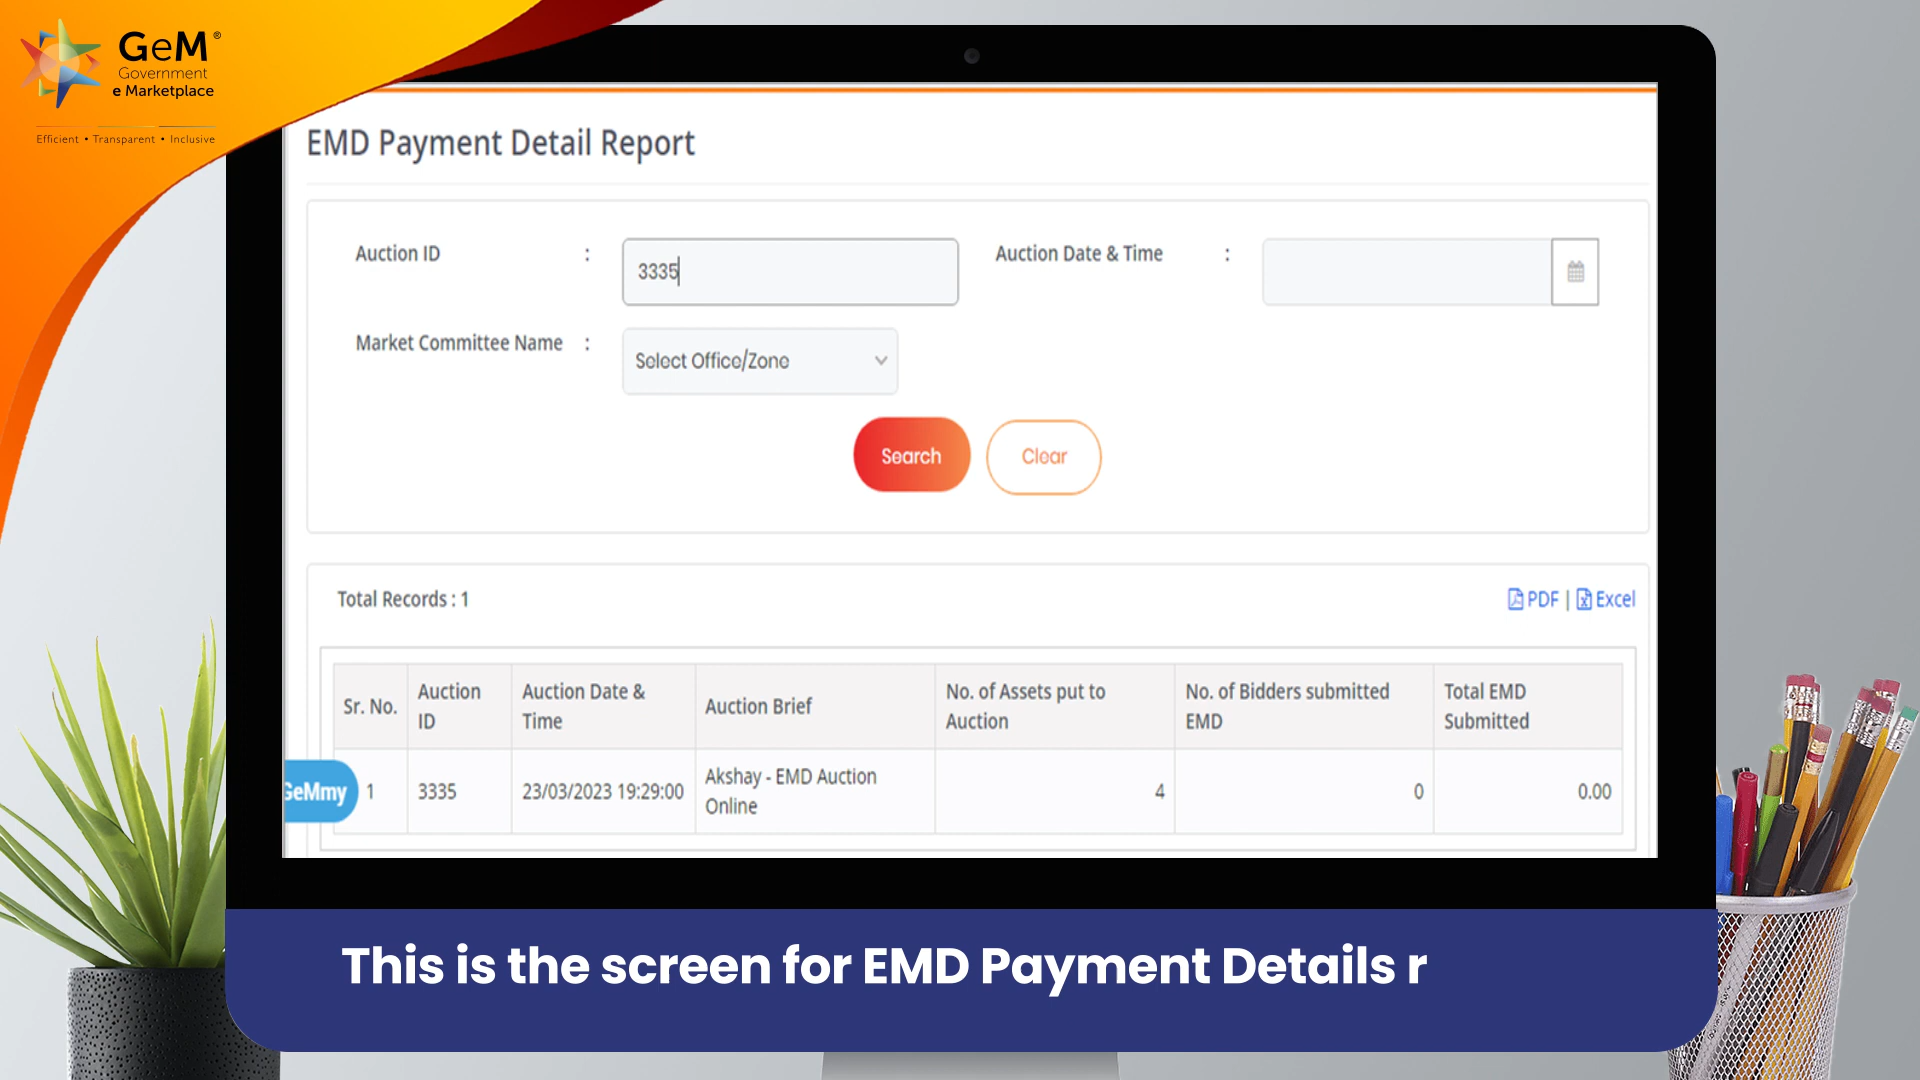 GeM®
Government
e Marketplace
Efficient • Transparent • Inclusive
EMD Payment Detail Report
Auction ID : 3335 Auction Date & Time :
Market Committee Name : Select Office/Zone
Search Clear
Total Records : 1 PDF | Excel
Sr. No. Auction ID Auction Date & Time Auction Brief No. of Assets put to Auction No. of Bidders submitted EMD Total EMD Submitted
1 3335 23/03/2023 19:29:00 Akshay - EMD Auction Online 4 0 0.00
GeMmy
This is the screen for EMD Payment Details r